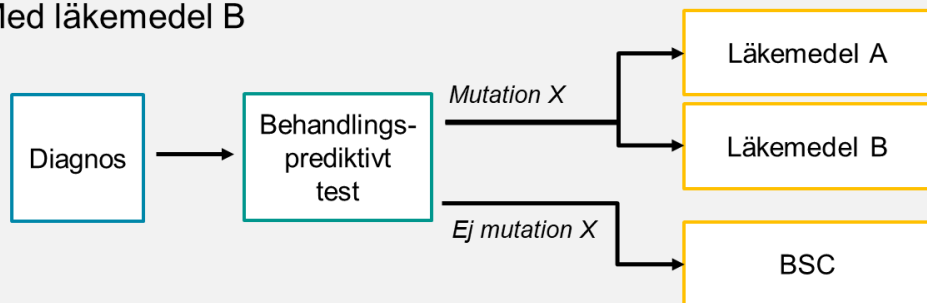 Med läkemedel B
Läkemedel A
Mutation X
Behandlings-
prediktivt
test
Diagnos
Läkemedel B
Ej mutation X
BSC